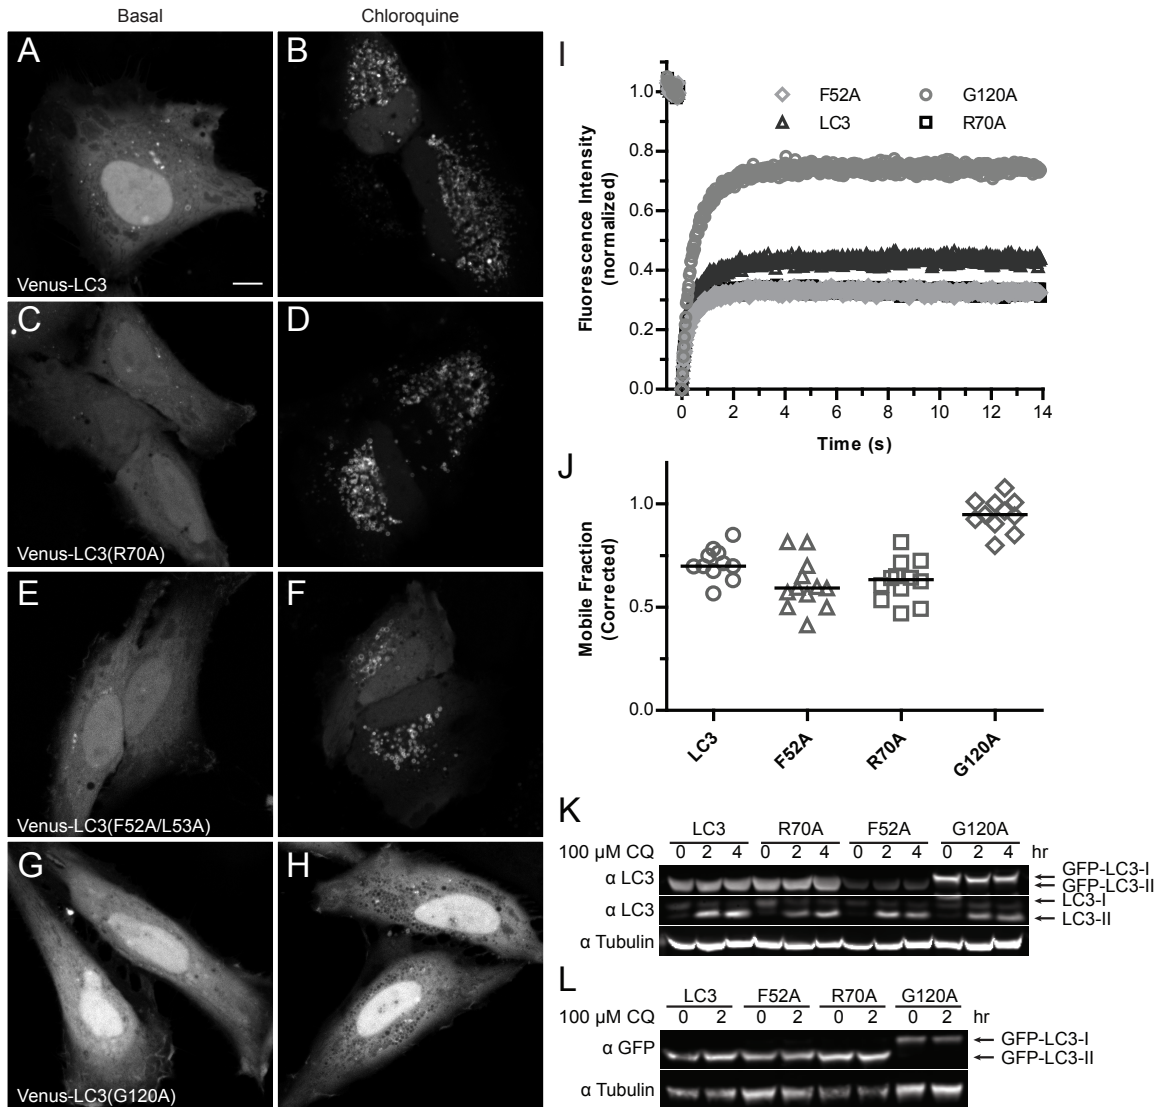 Basal
Chloroquine
A
B
Venus-LC3
C
D
Venus-LC3(R70A)
E
F
Venus-LC3(F52A/L53A)
G
H
Venus-LC3(G120A)
I
F52A
G120A
LC3
R70A
Fluorescence Intensity
(normalized)
1.0
0.8
0.6
0.4
0.2
0.0
0 2 4 6 8 10 12 14
Time (s)
J
Mobile Fraction
(Corrected)
1.0
0.5
0.0
LC3
F52A
R70A
G120A
K
LC3 R70A F52A G120A
100 µM CQ 0 2 4 0 2 4 0 2 4 0 2 4 hr
α LC3
GFP-LC3-I
GFP-LC3-II
α LC3
LC3-I
LC3-II
α Tubulin
L
LC3 F52A R70A G120A
100 µM CQ 0 2 0 2 0 2 0 2 hr
α GFP
GFP-LC3-I
GFP-LC3-II
α Tubulin